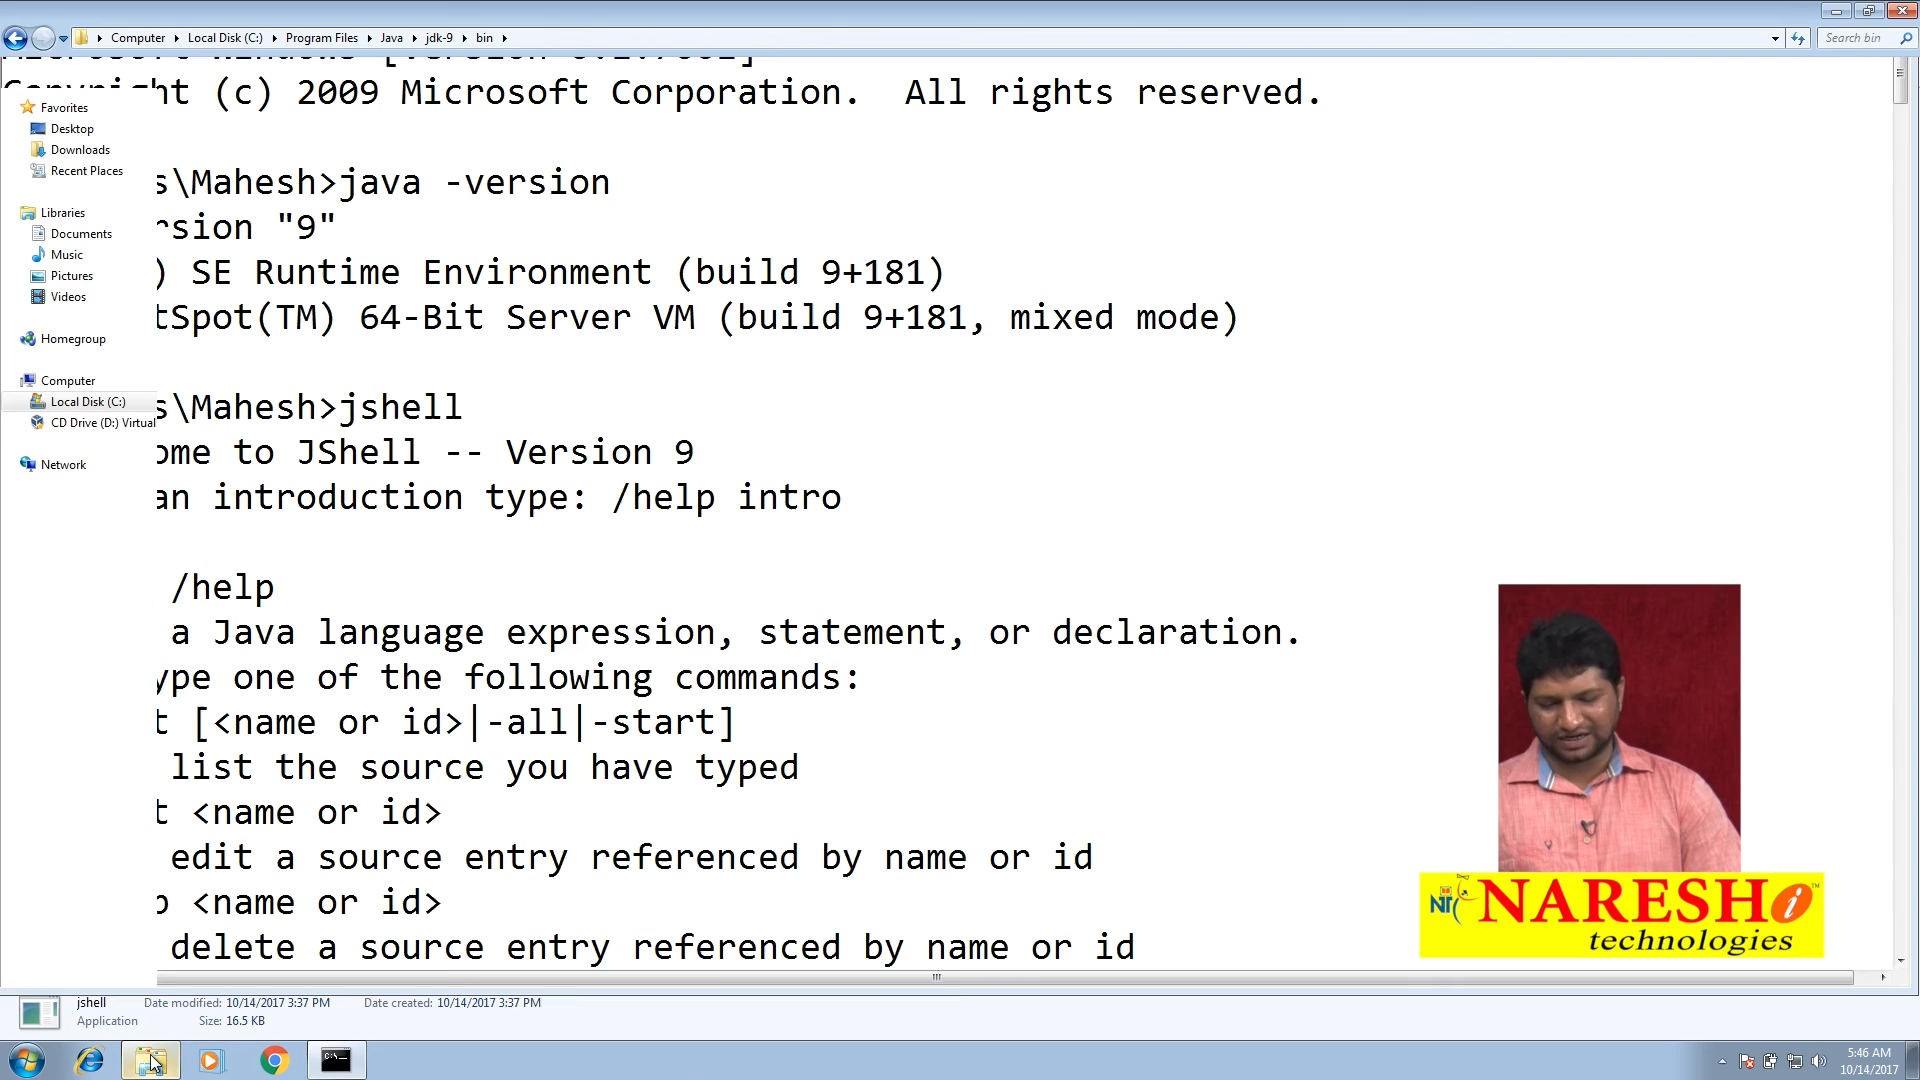 Computer Local Disk (C:) Program Files Java jdk-9 bin
Search bin
Copyright (c) 2009 Microsoft Corporation. All rights reserved.
Favorites
Desktop
Downloads
Recent Places
Libraries
Documents
Music
Pictures
Videos
Homegroup
Computer
Local Disk (C:)
CD Drive (D:) Virtual
Network
s\Mahesh>java -version
rsion "9"
) SE Runtime Environment (build 9+181)
tSpot(TM) 64-Bit Server VM (build 9+181, mixed mode)
s\Mahesh>jshell
ome to JShell -- Version 9
an introduction type: /help intro
/help
a Java language expression, statement, or declaration.
ype one of the following commands:
t [<name or id>|-all|-start]
list the source you have typed
t <name or id>
edit a source entry referenced by name or id
p <name or id>
delete a source entry referenced by name or id
NARESH i ™
technologies
jshell Date modified: 10/14/2017 3:37 PM Date created: 10/14/2017 3:37 PM
Application Size: 16.5 KB
5:46 AM
10/14/2017